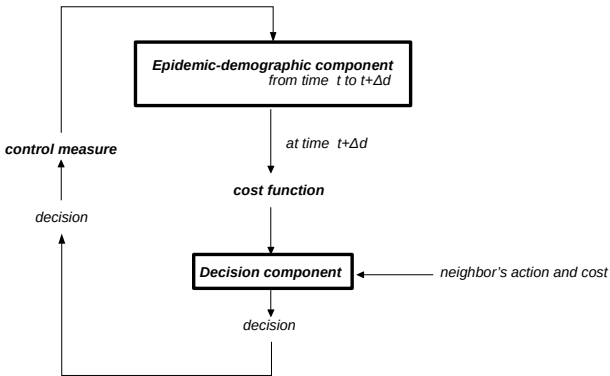 Epidemic-demographic component
from time t to t+Δd
at time t+Δd
control measure
cost function
decision
Decision component
neighbor's action and cost
decision